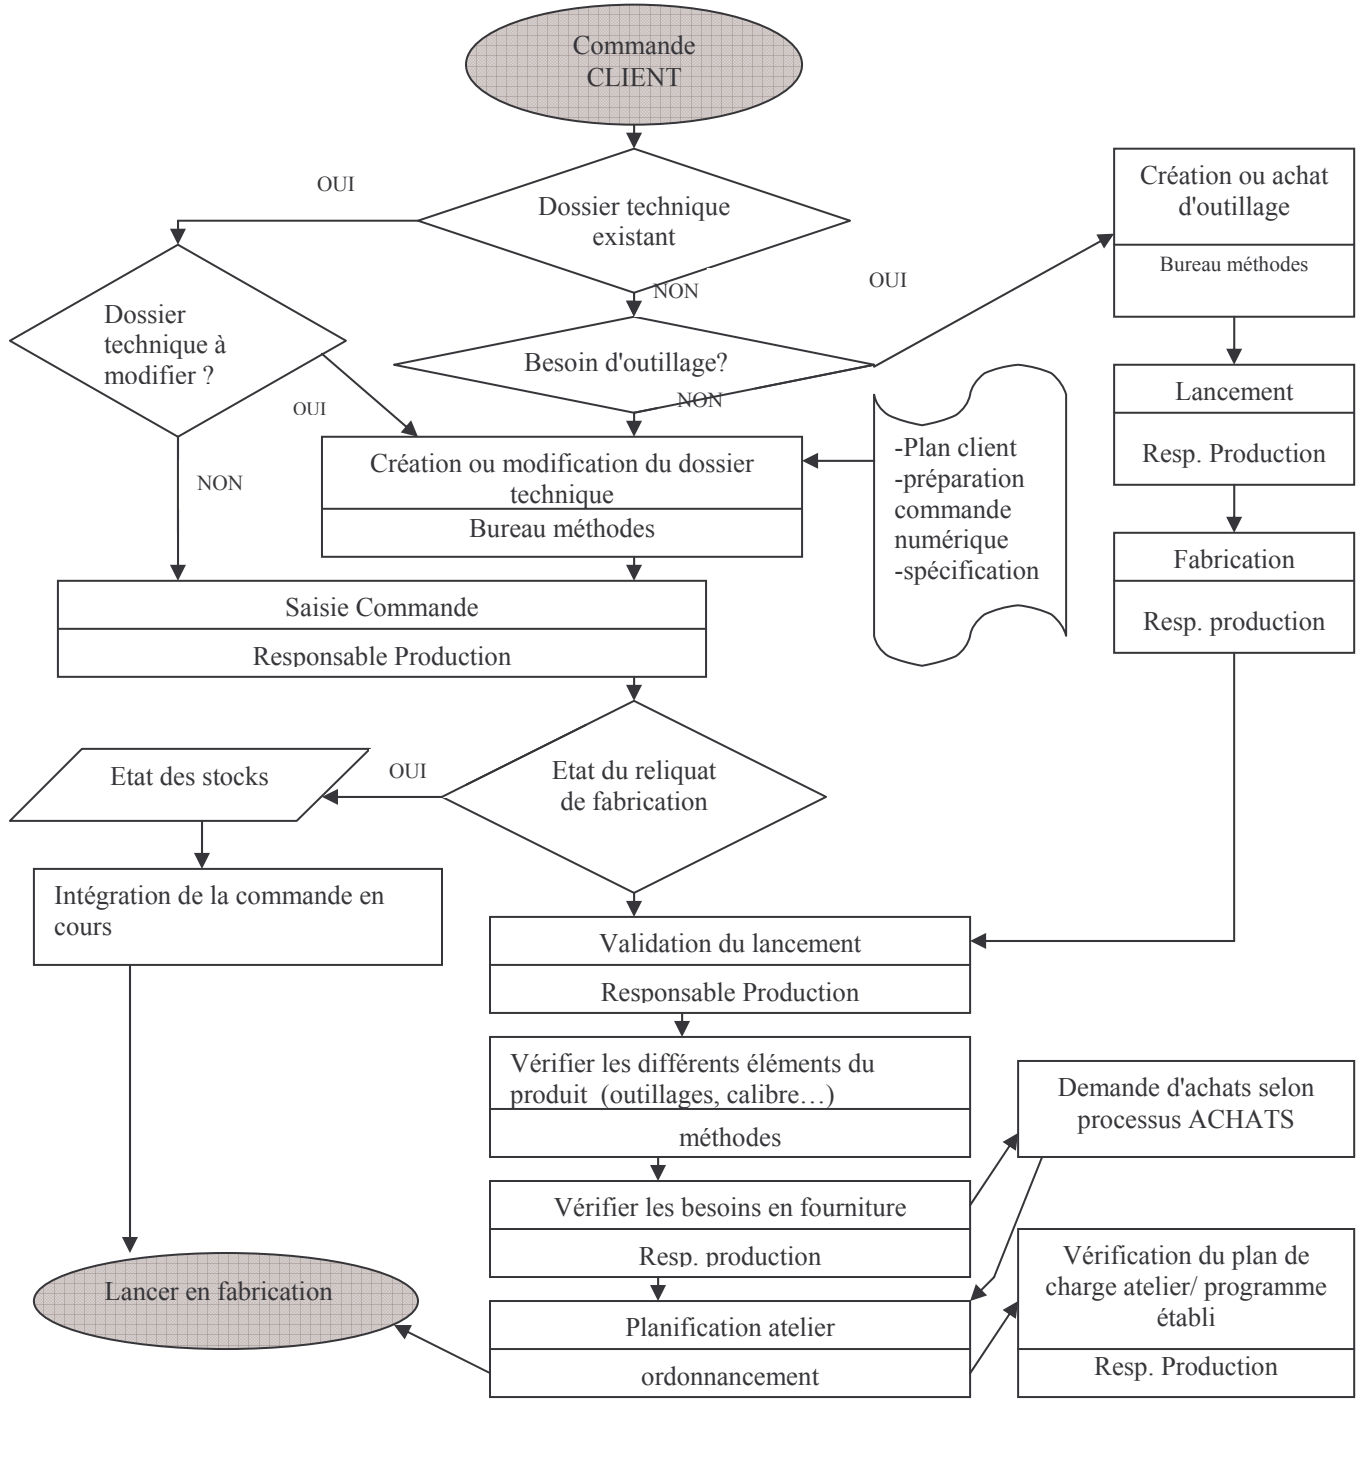 Commande
CLIENT
OUI
Dossier technique
existant
Création ou achat
d'outillage
Bureau méthodes
OUI
NON
Dossier
technique à
modifier ?
Besoin d'outillage?
NON
OUI
Lancement
Resp. Production
-Plan client
-préparation
commande
numérique
-spécification
Création ou modification du dossier
technique
Bureau méthodes
NON
Fabrication
Resp. production
Saisie Commande
Responsable Production
Etat des stocks
OUI
Etat du reliquat
de fabrication
Intégration de la commande en
cours
Validation du lancement
Responsable Production
Vérifier les différents éléments du
produit  (outillages, calibre…)
méthodes
Demande d'achats selon
processus ACHATS
Vérifier les besoins en fourniture
Resp. production
Vérification du plan de
charge atelier/ programme
établi
Resp. Production
Lancer en fabrication
Planification atelier
ordonnancement